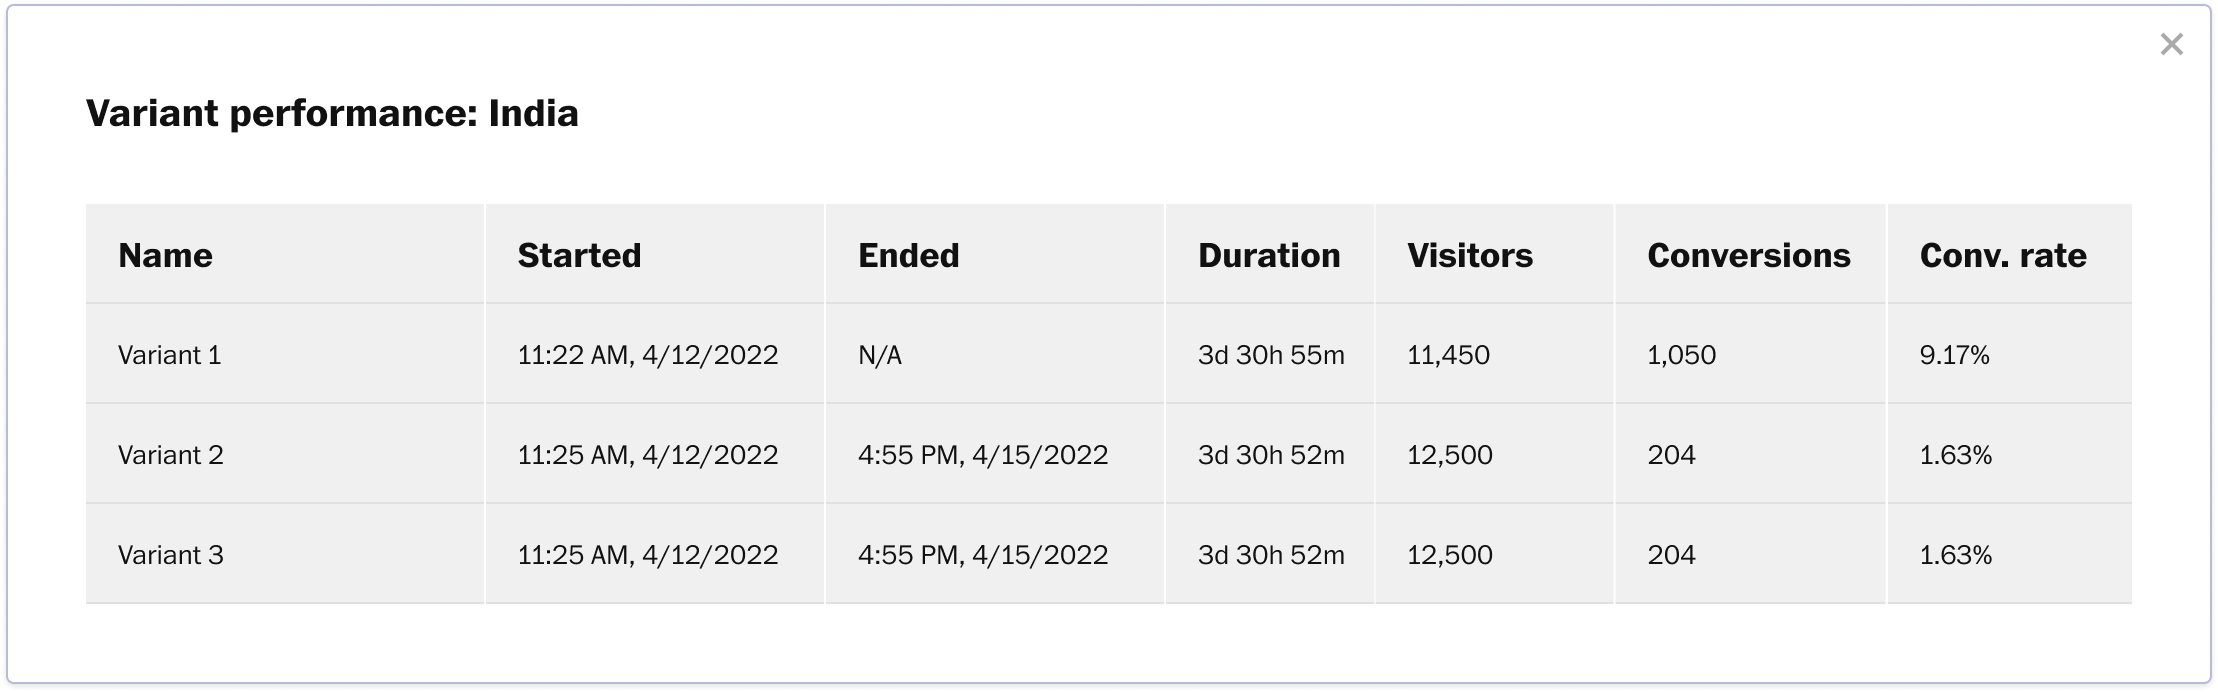 Variant performance: India
Name Started Ended Duration Visitors Conversions Conv. rate
Variant 1 11:22 AM, 4/12/2022 N/A 3d 30h 55m 11,450 1,050 9.17%
Variant 2 11:25 AM, 4/12/2022 4:55 PM, 4/15/2022 3d 30h 52m 12,500 204 1.63%
Variant 3 11:25 AM, 4/12/2022 4:55 PM, 4/15/2022 3d 30h 52m 12,500 204 1.63%